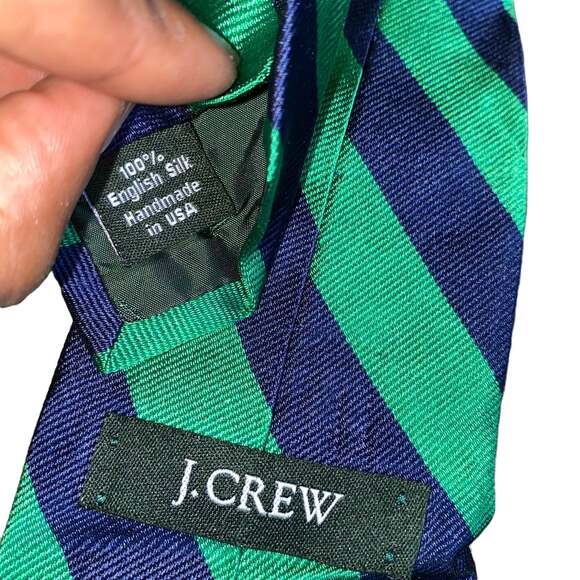 100%
English Silk
Handmade
in USA
J.CREW